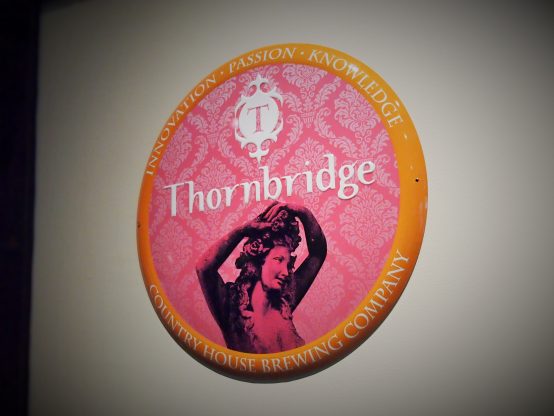 INNOVATION · PASSION · KNOWLEDGE ·
T
Thornbridge
COUNTRY HOUSE BREWING COMPANY